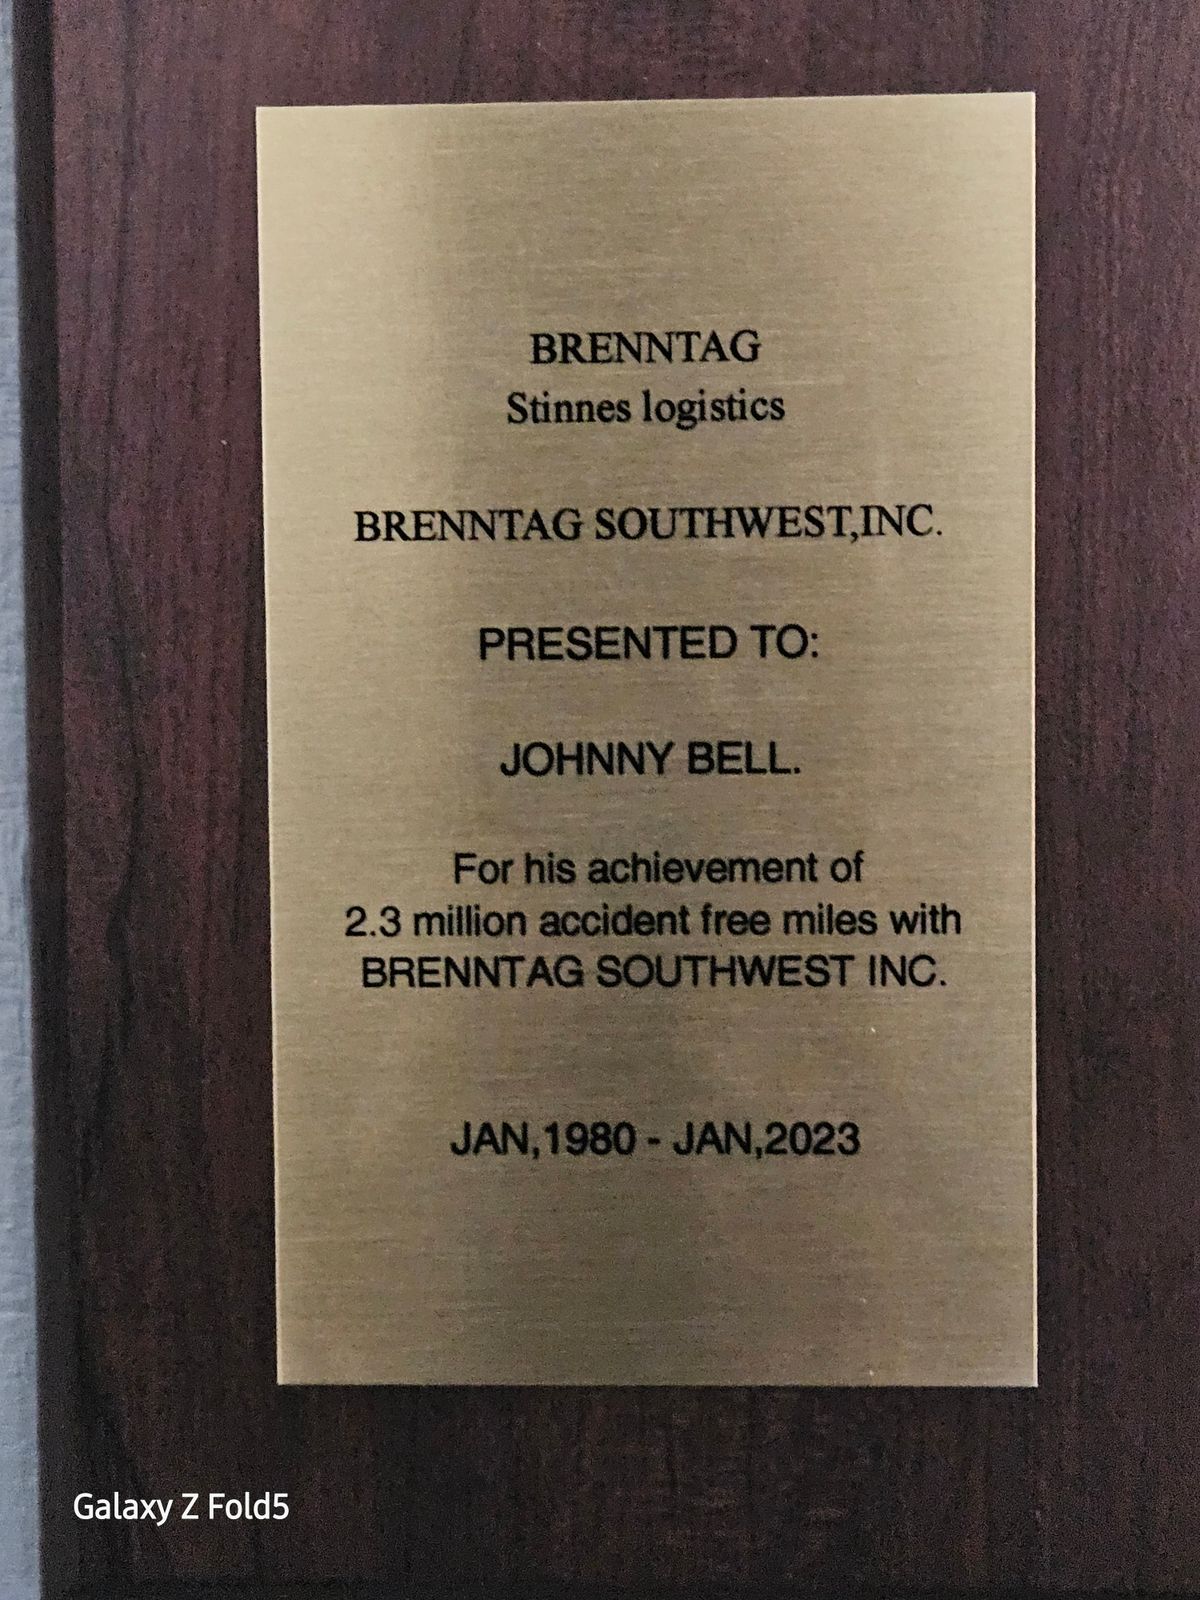 BRENNTAG
Stinnes logistics
BRENNTAG SOUTHWEST,INC.
PRESENTED TO:
JOHNNY BELL.
For his achievement of
2.3 million accident free miles with
BRENNTAG SOUTHWEST INC.
JAN,1980 - JAN,2023
Galaxy Z Fold5